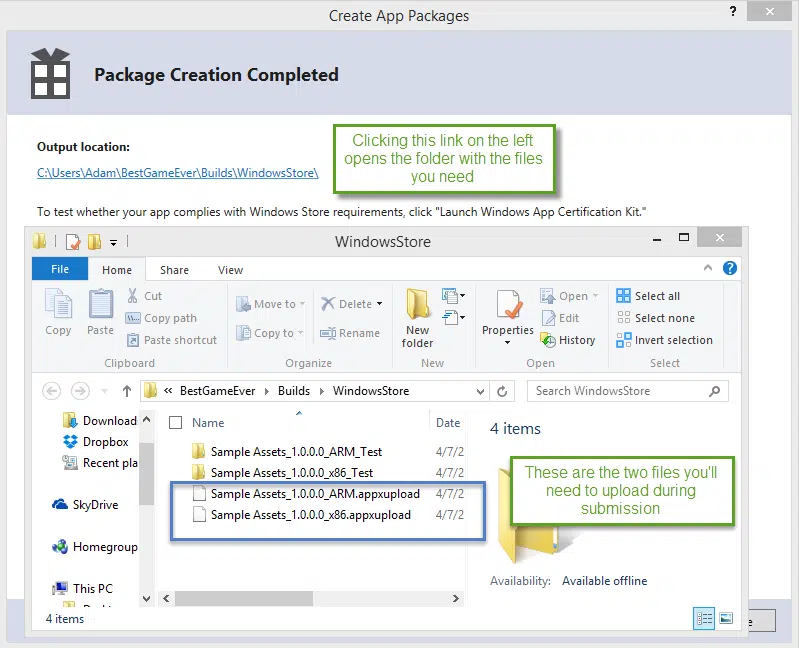 Create App Packages
?
Package Creation Completed
Output location:
C:\Users\Adam\BestGameEver\Builds\WindowsStore\
Clicking this link on the left
opens the folder with the files
you need
To test whether your app complies with Windows Store requirements, click "Launch Windows App Certification Kit."
WindowsStore
File Home Share View
Copy
Paste
Cut
Copy path
Paste shortcut
Clipboard
Move to
Copy to
Delete
Rename
Organize
New
folder
New
Properties
Open
Edit
History
Open
Select all
Select none
Invert selection
Select
« BestGameEver Builds WindowsStore
Search WindowsStore
Download
Dropbox
Recent pla
SkyDrive
Homegroup
This PC
Name Date
Sample Assets_1.0.0.0_ARM_Test 4/7/2
Sample Assets_1.0.0.0_x86_Test 4/7/2
Sample Assets_1.0.0.0_ARM.appxupload 4/7/2
Sample Assets_1.0.0.0_x86.appxupload 4/7/2
4 items
These are the two files you'll
need to upload during
submission
Availability: Available offline
4 items